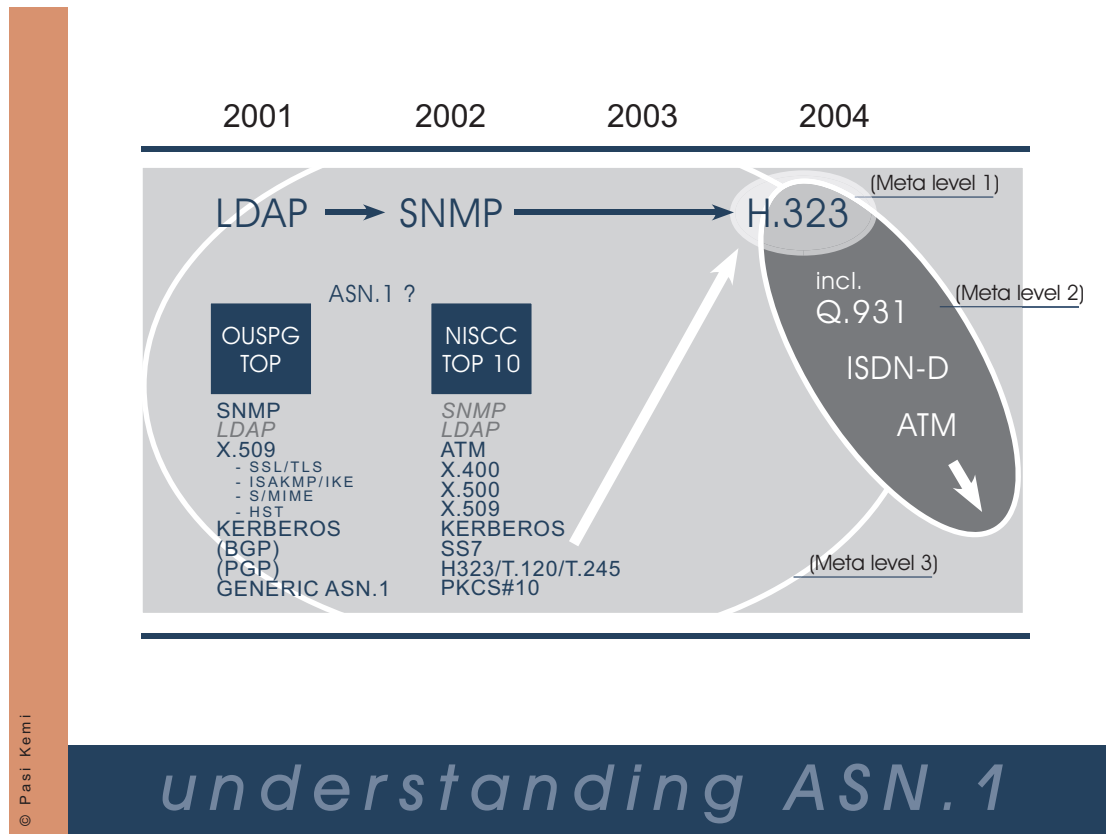 2001 2002 2003 2004
(Meta level 1)
LDAP SNMP H.323
incl.
Q.931
(Meta level 2)
ISDN-D
ATM
ASN.1 ?
OUSPG
TOP
SNMP
LDAP
X.509
- SSL/TLS
- ISAKMP/IKE
- S/MIME
- HST
KERBEROS
(BGP)
(PGP)
GENERIC ASN.1
NISCC
TOP 10
SNMP
LDAP
ATM
X.400
X.500
X.509
KERBEROS
SS7
H323/T.120/T.245
PKCS#10
(Meta level 3)
© Pasi Kemi
understanding ASN.1